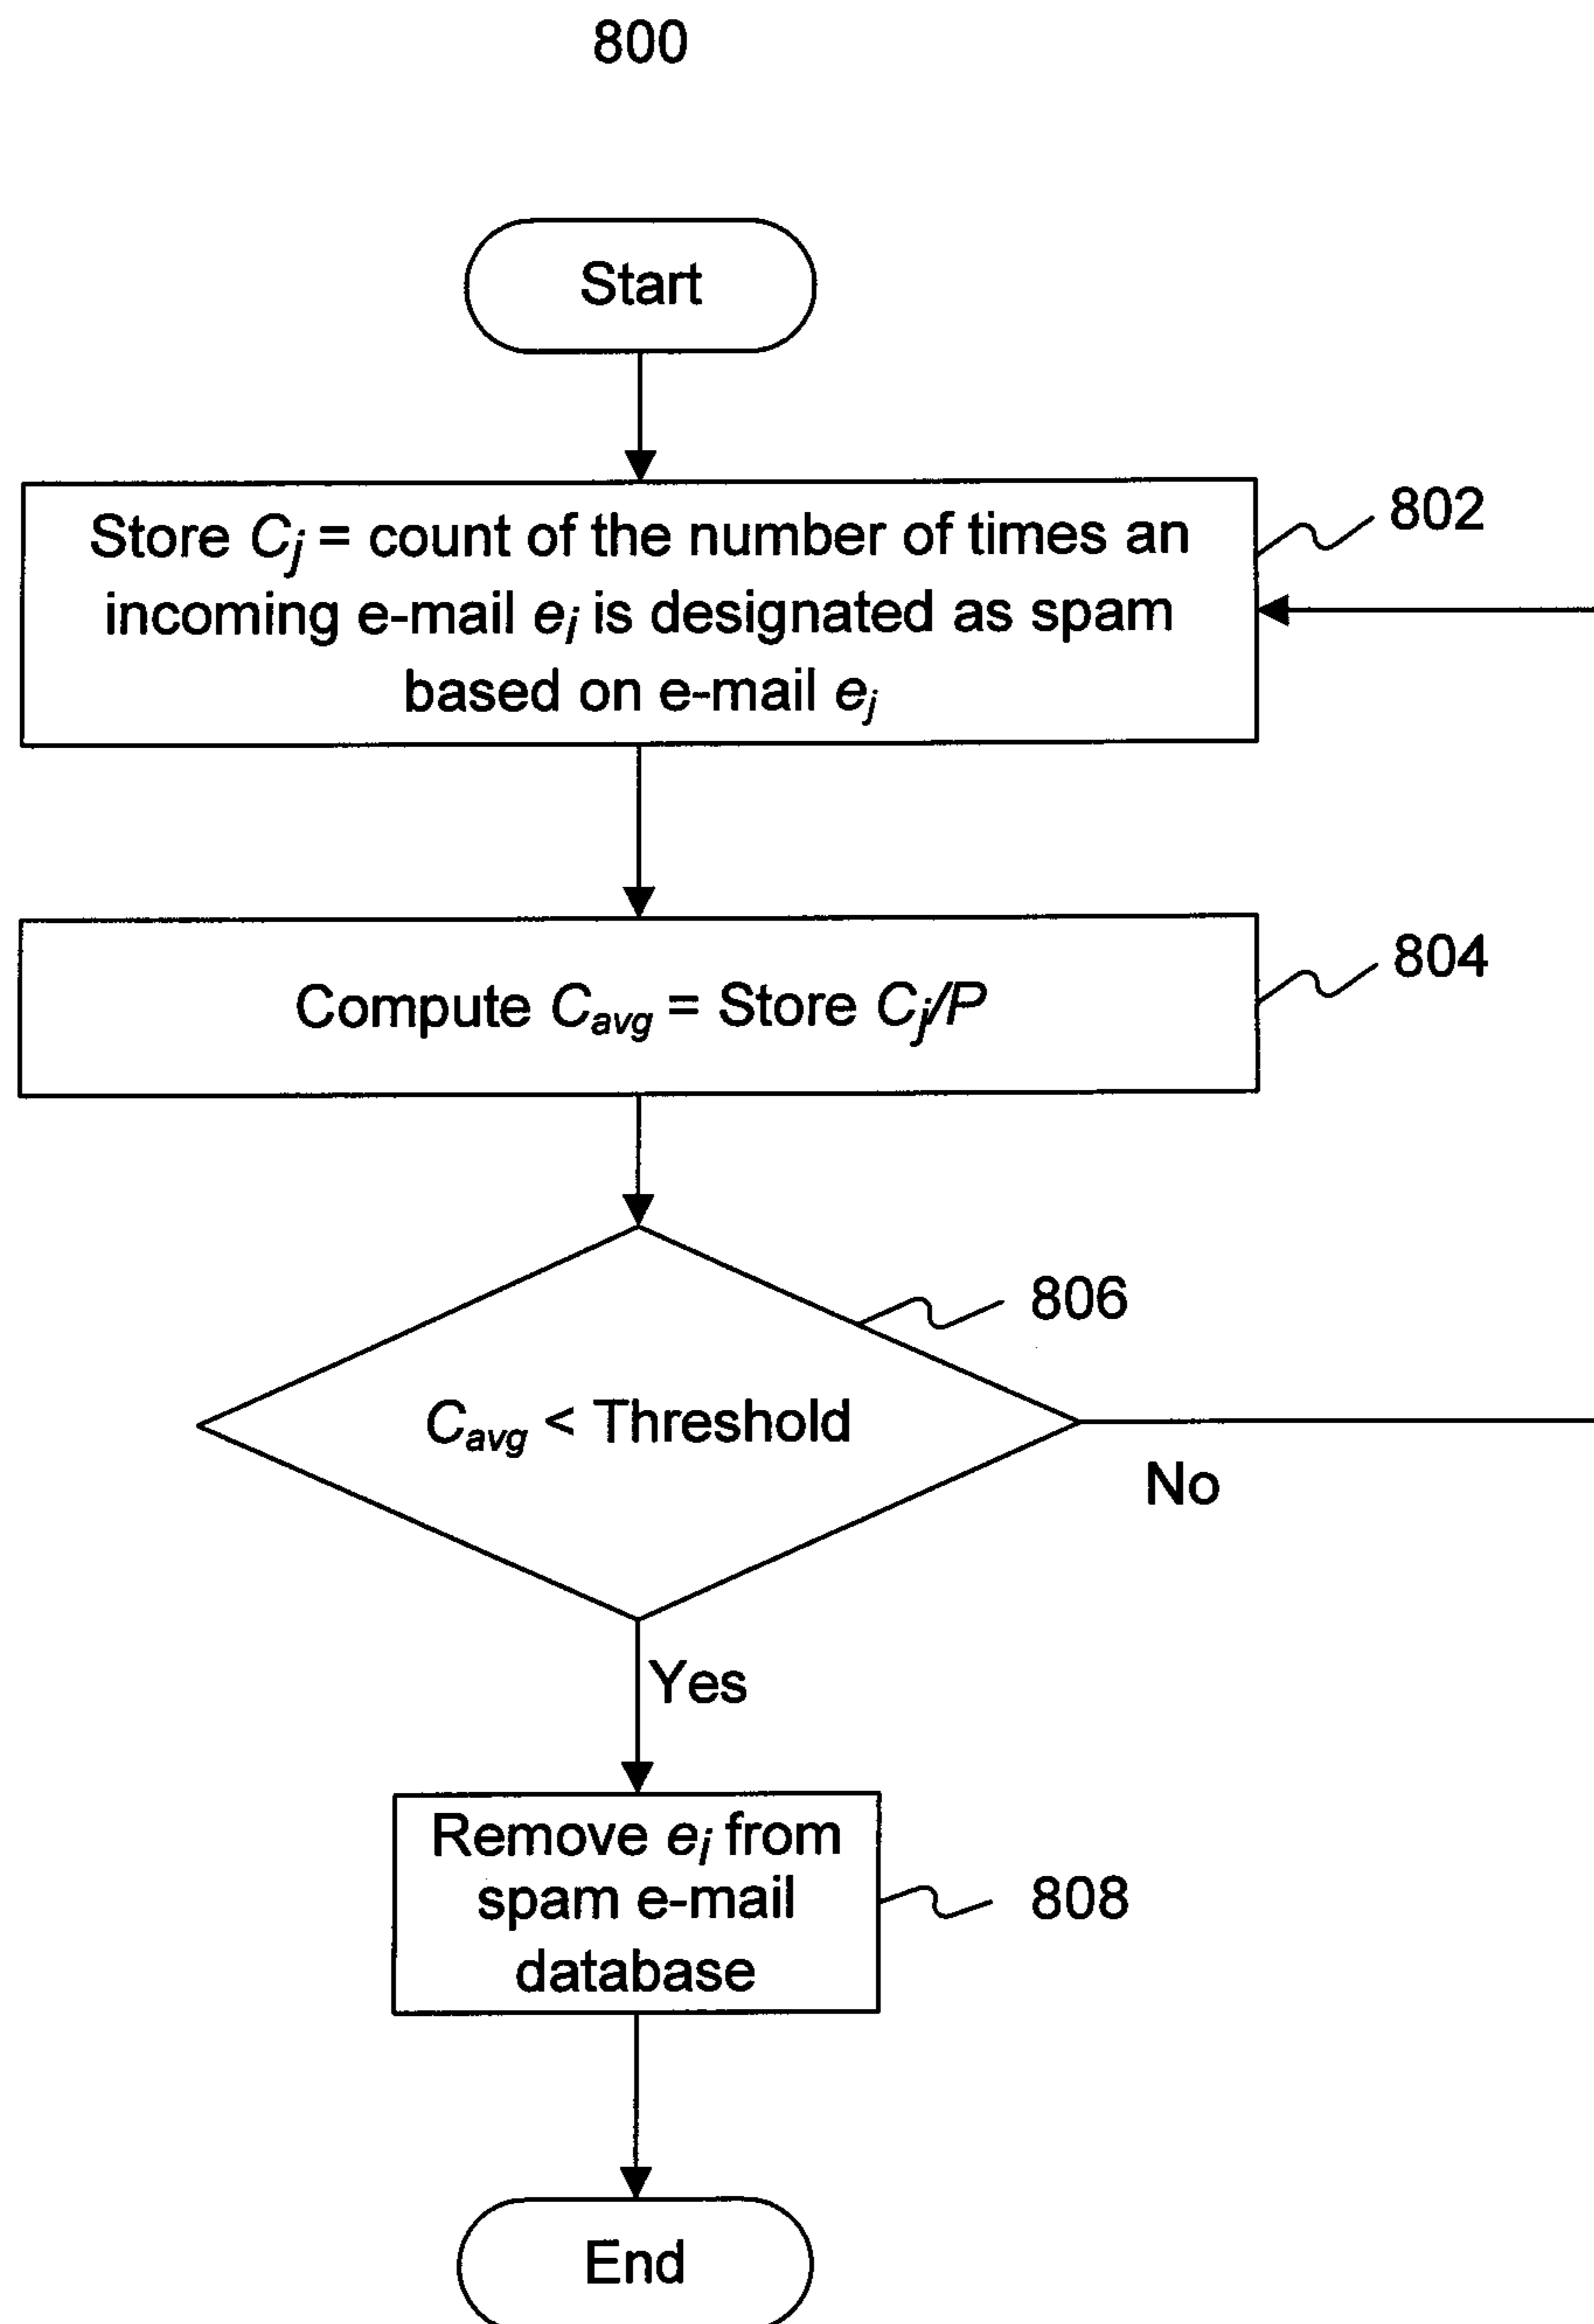 800
Start
Store Cj = count of the number of times an
incoming e-mail ei is designated as spam
based on e-mail ej
802
Compute Cavg = Store Cj/P
804
Cavg < Threshold
806
No
Yes
Remove ei from
spam e-mail
database
808
End